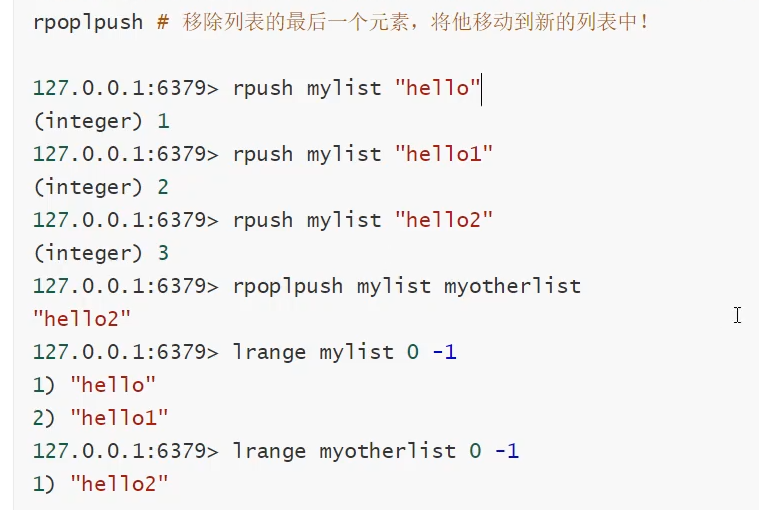 rpoplpush # 移除列表的最后一个元素，将他移动到新的列表中！
127.0.0.1:6379> rpush mylist "hello"
(integer) 1
127.0.0.1:6379> rpush mylist "hello1"
(integer) 2
127.0.0.1:6379> rpush mylist "hello2"
(integer) 3
127.0.0.1:6379> rpoplpush mylist myotherlist
"hello2"
127.0.0.1:6379> lrange mylist 0 -1
1) "hello"
2) "hello1"
127.0.0.1:6379> lrange myotherlist 0 -1
1) "hello2"